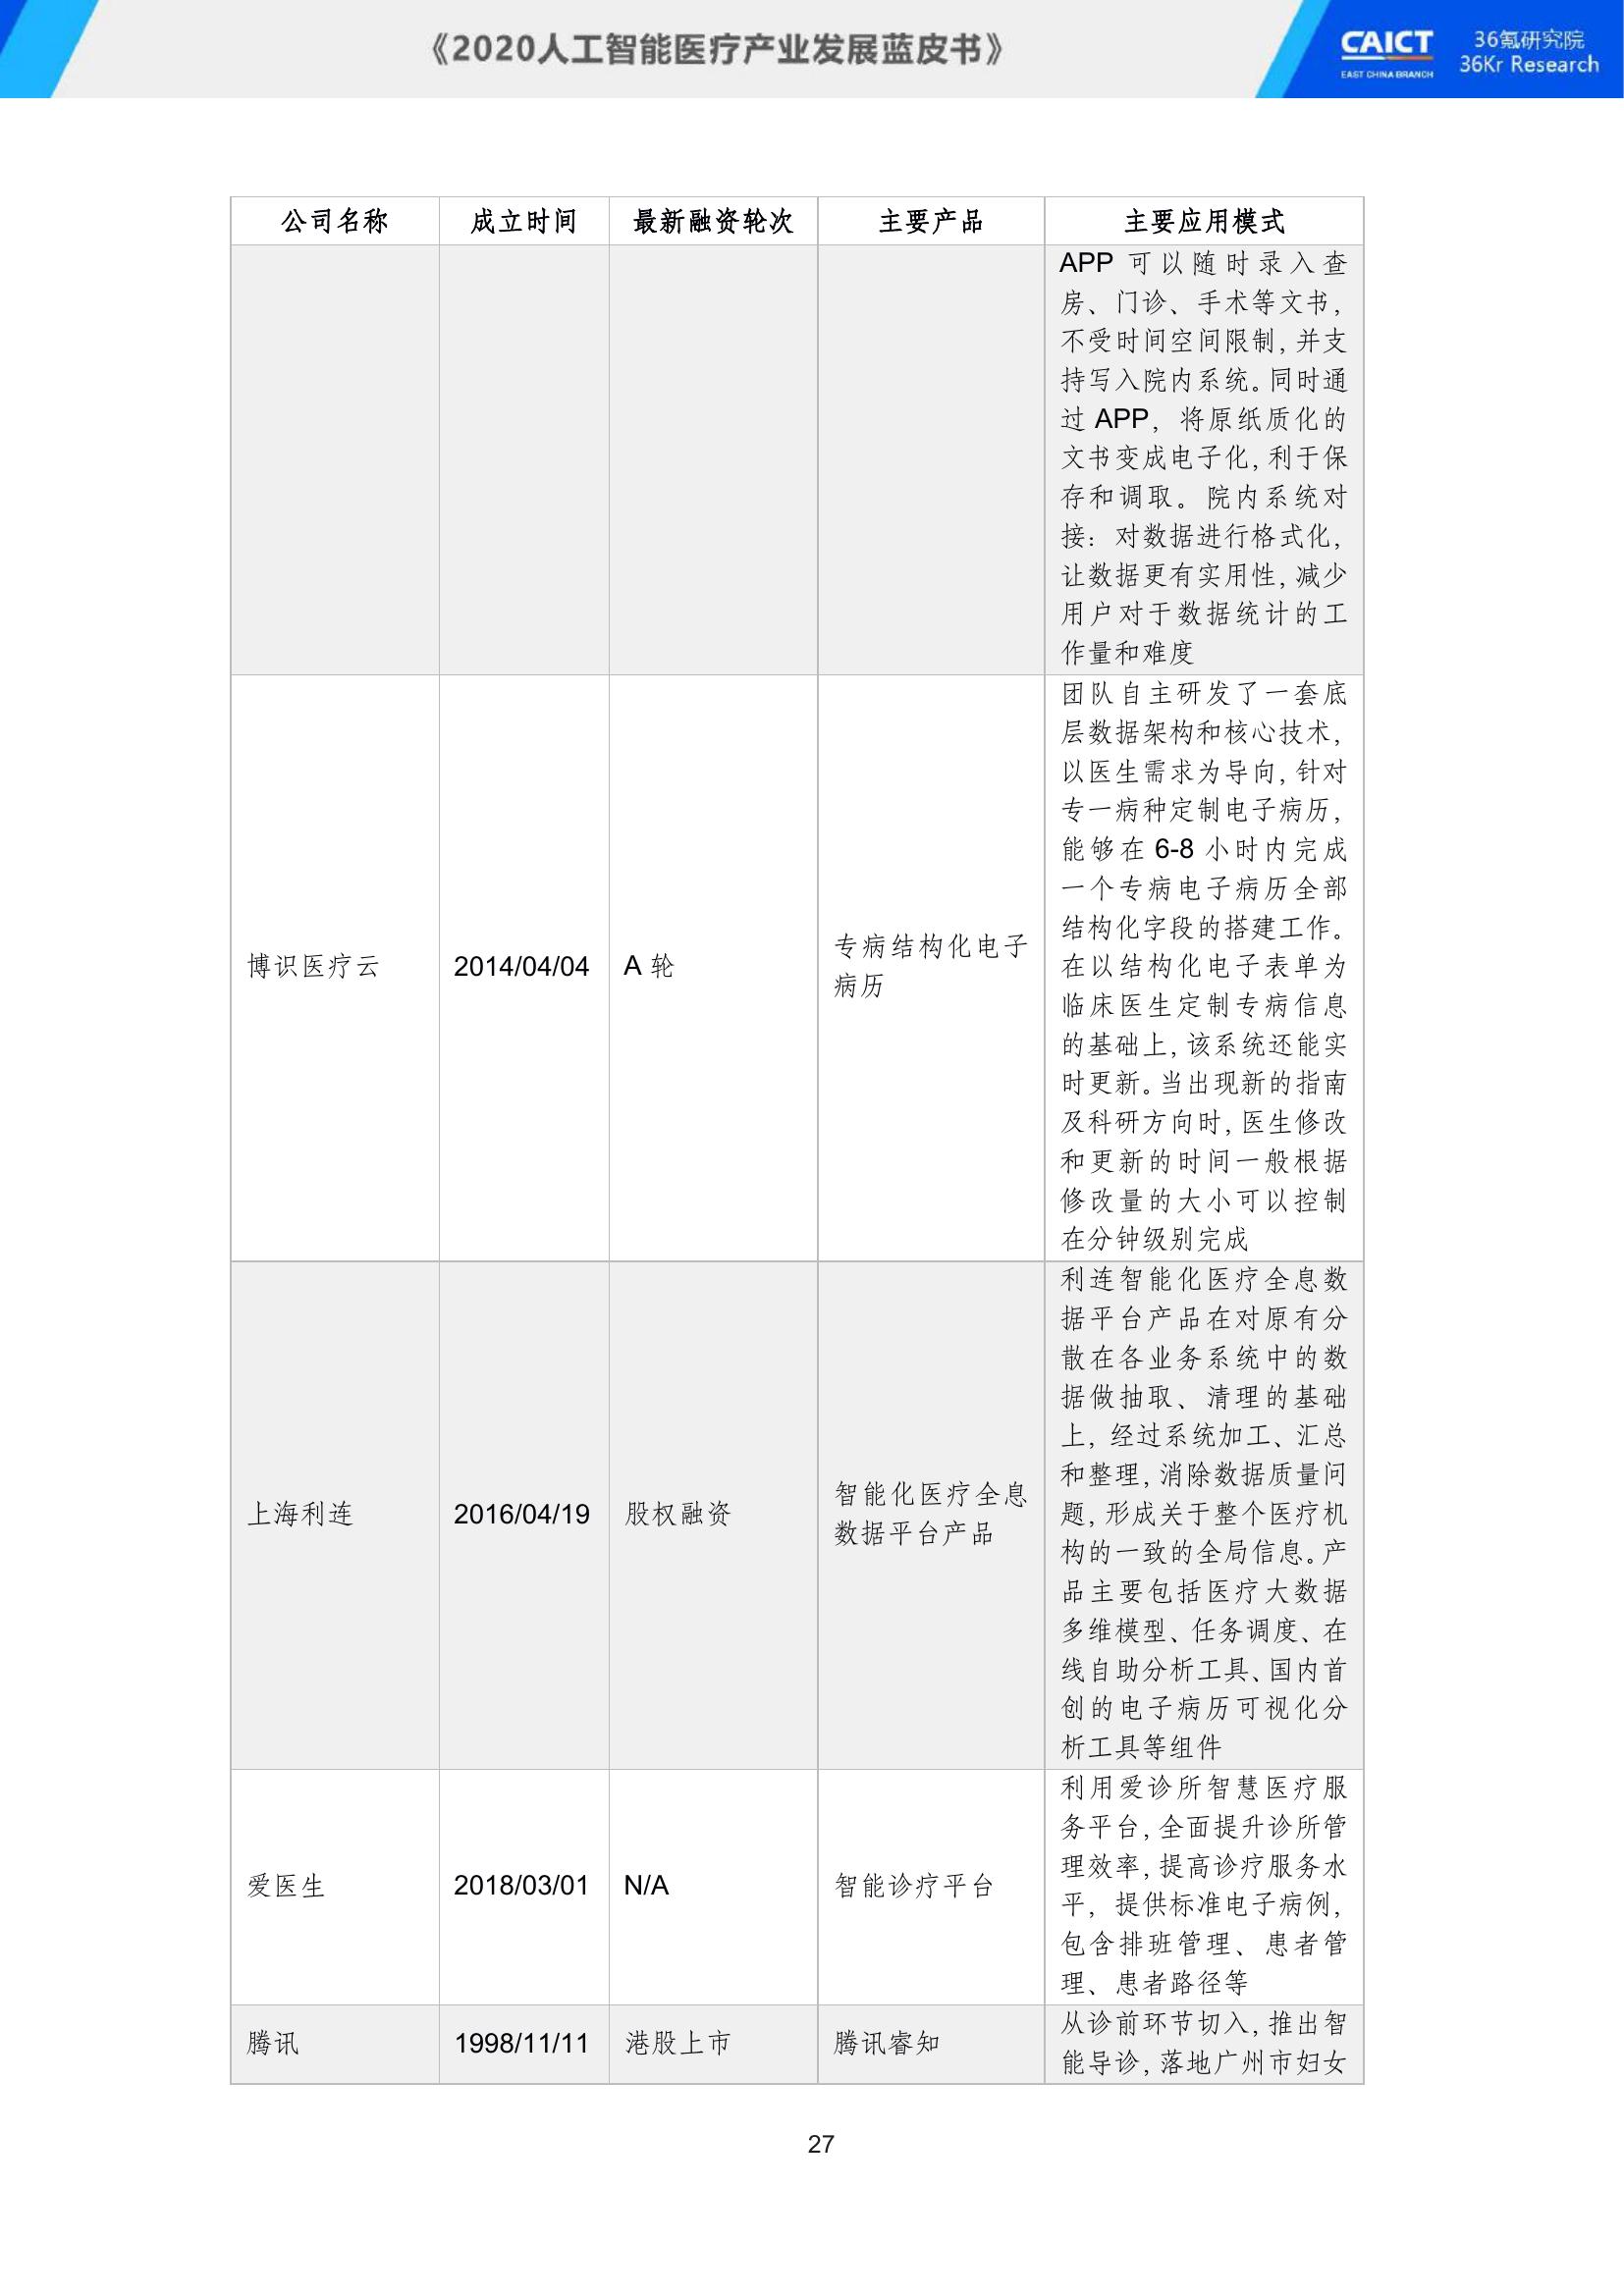 《2020人工智能医疗产业发展蓝皮书》
CAICT
EAST CHINA BRANCH
36氪研究院
36Kr Research
公司名称 成立时间 最新融资轮次 主要产品 主要应用模式
APP 可以随时录入查
房、门诊、手术等文书，
不受时间空间限制，并支
持写入院内系统。同时通
过 APP，将原纸质化的
文书变成电子化，利于保
存和调取。院内系统对
接：对数据进行格式化，
让数据更有实用性，减少
用户对于数据统计的工
作量和难度
博识医疗云
2014/04/04
A 轮
专病结构化电子
病历
团队自主研发了一套底
层数据架构和核心技术，
以医生需求为导向，针对
专一病种定制电子病历，
能够在 6-8 小时内完成
一个专病电子病历全部
结构化字段的搭建工作。
在以结构化电子表单为
临床医生定制专病信息
的基础上，该系统还能实
时更新。当出现新的指南
及科研方向时，医生修改
和更新的时间一般根据
修改量的大小可以控制
在分钟级别完成
上海利连
2016/04/19
股权融资
智能化医疗全息
数据平台产品
利连智能化医疗全息数
据平台产品在对原有分
散在各业务系统中的数
据做抽取、清理的基础
上，经过系统加工、汇总
和整理，消除数据质量问
题，形成关于整个医疗机
构的一致的全局信息。产
品主要包括医疗大数据
多维模型、任务调度、在
线自助分析工具、国内首
创的电子病历可视化分
析工具等组件
爱医生
2018/03/01
N/A
智能诊疗平台
利用爱诊所智慧医疗服
务平台，全面提升诊所管
理效率，提高诊疗服务水
平，提供标准电子病例，
包含排班管理、患者管
理、患者路径等
腾讯
1998/11/11
港股上市
腾讯睿知
从诊前环节切入，推出智
能导诊，落地广州市妇女
27